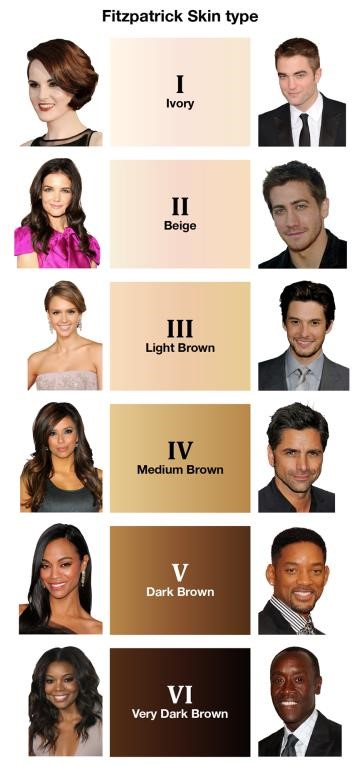 Fitzpatrick Skin type
I
Ivory
II
Beige
III
Light Brown
IV
Medium Brown
V
Dark Brown
VI
Very Dark Brown